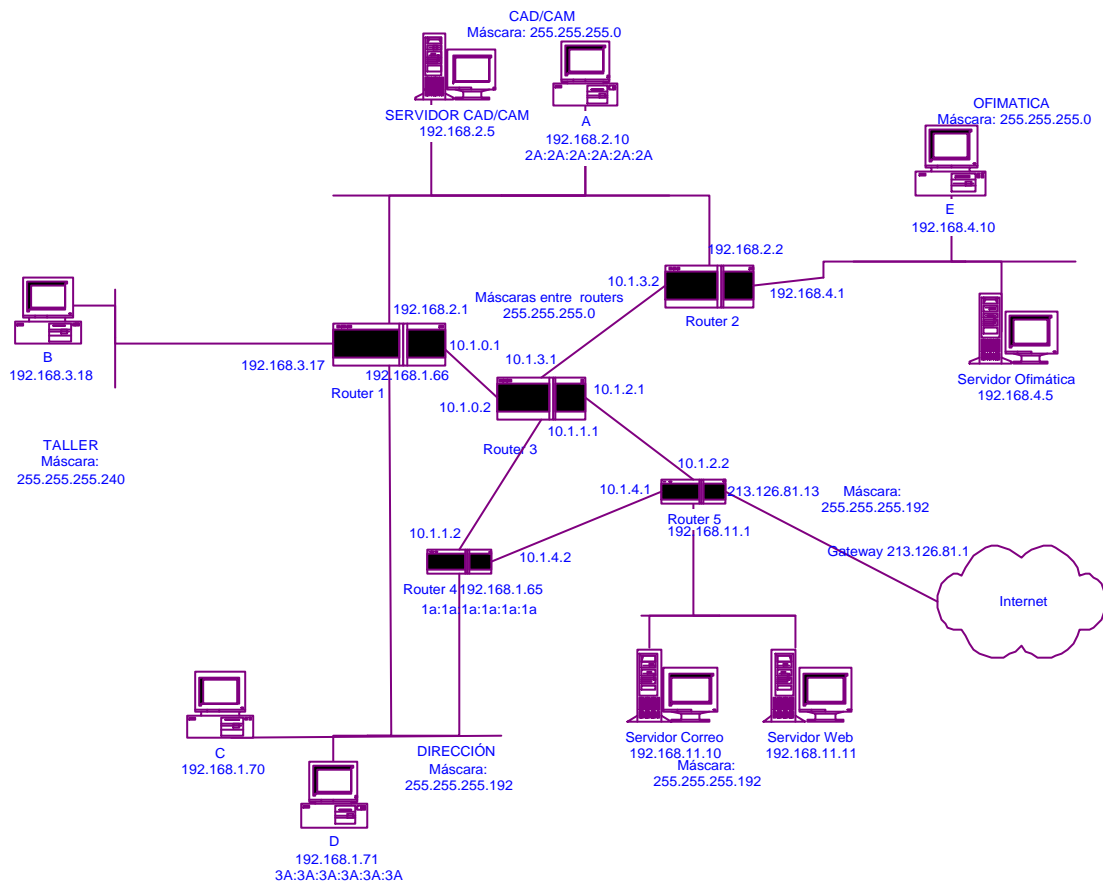 CAD/CAM
Máscara: 255.255.255.0
SERVIDOR CAD/CAM
192.168.2.5
A
192.168.2.10
2A:2A:2A:2A:2A:2A
OFIMATICA
Máscara: 255.255.255.0
E
192.168.4.10
192.168.2.2
10.1.3.2
192.168.4.1
Router 2
Máscaras entre routers
255.255.255.0
B
192.168.3.18
192.168.2.1
10.1.0.1
192.168.3.17
192.168.1.66
Router 1
10.1.3.1
10.1.2.1
10.1.0.2
10.1.1.1
Router 3
Servidor Ofimática
192.168.4.5
TALLER
Máscara:
255.255.255.240
10.1.2.2
10.1.4.1
213.126.81.13
Router 5
192.168.11.1
Máscara:
255.255.255.192
10.1.1.2
10.1.4.2
Router 4
192.168.1.65
1a:1a:1a:1a:1a:1a
Gateway 213.126.81.1
Internet
C
192.168.1.70
DIRECCIÓN
Máscara:
255.255.255.192
Servidor Correo
192.168.11.10
Máscara:
255.255.255.192
Servidor Web
192.168.11.11
D
192.168.1.71
3A:3A:3A:3A:3A:3A